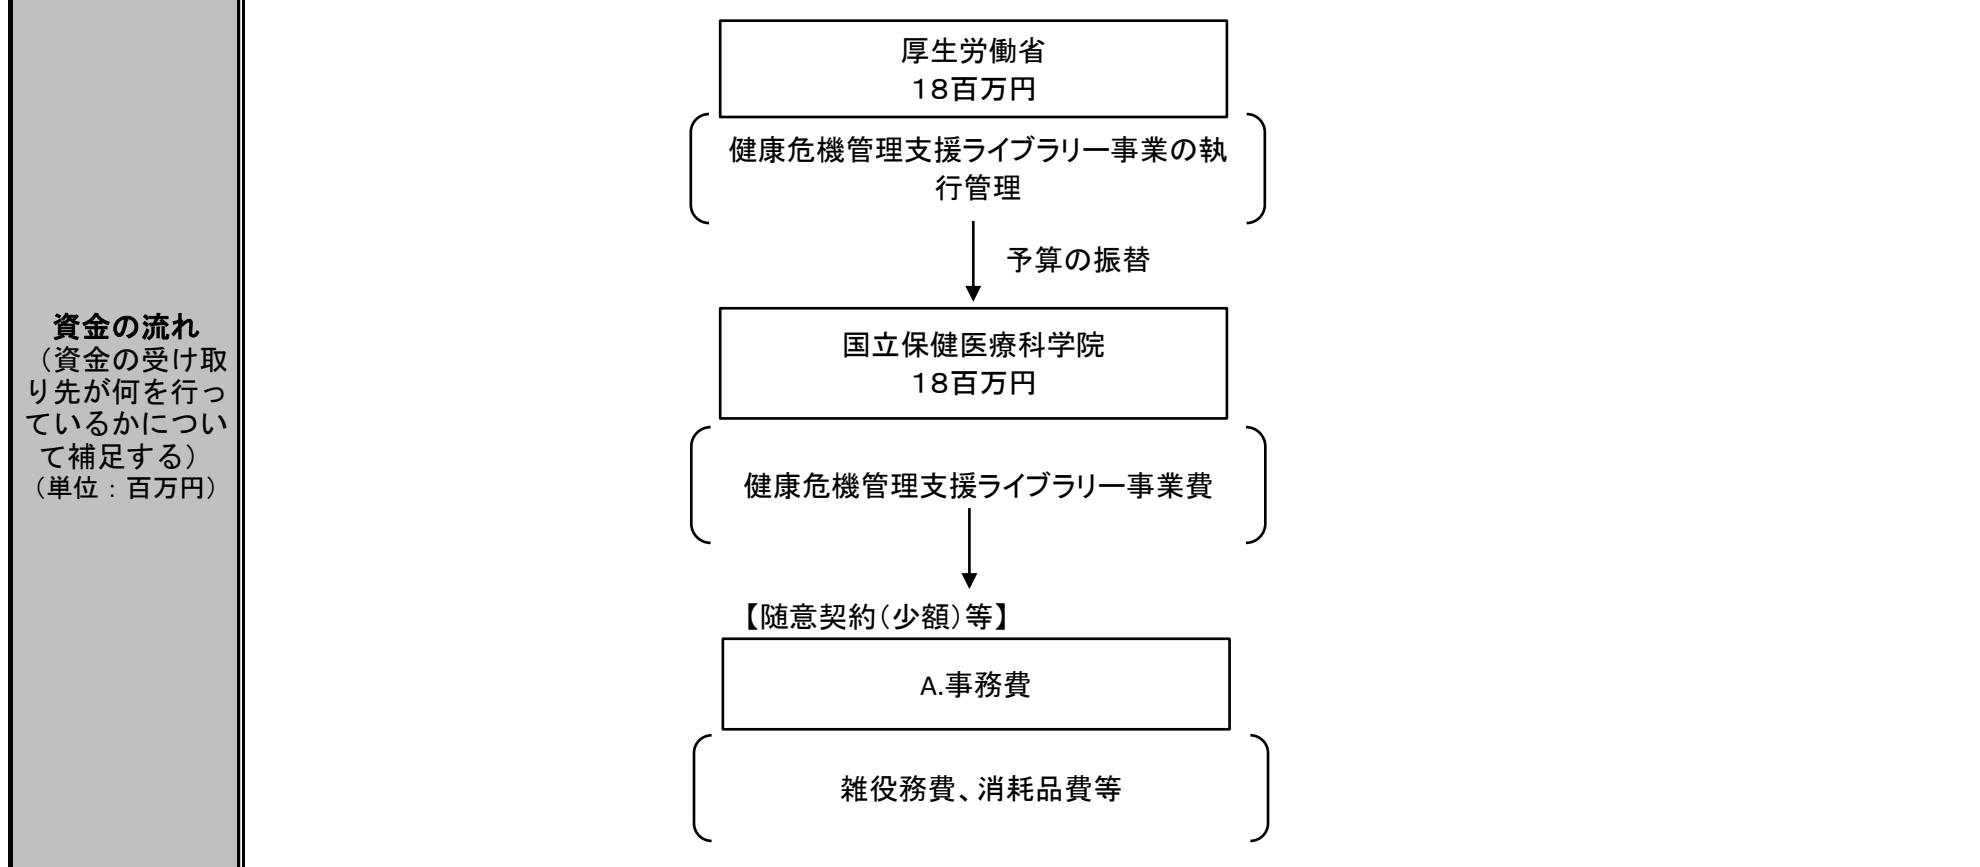 資金の流れ
（資金の受け取
り先が何を行っ
ているかについ
て補足する）
（単位：百万円）
厚生労働省
１８百万円
健康危機管理支援ライブラリー事業の執
行管理
予算の振替
国立保健医療科学院
１８百万円
健康危機管理支援ライブラリー事業費
【随意契約（少額）等】
A.事務費
雑役務費、消耗品費等